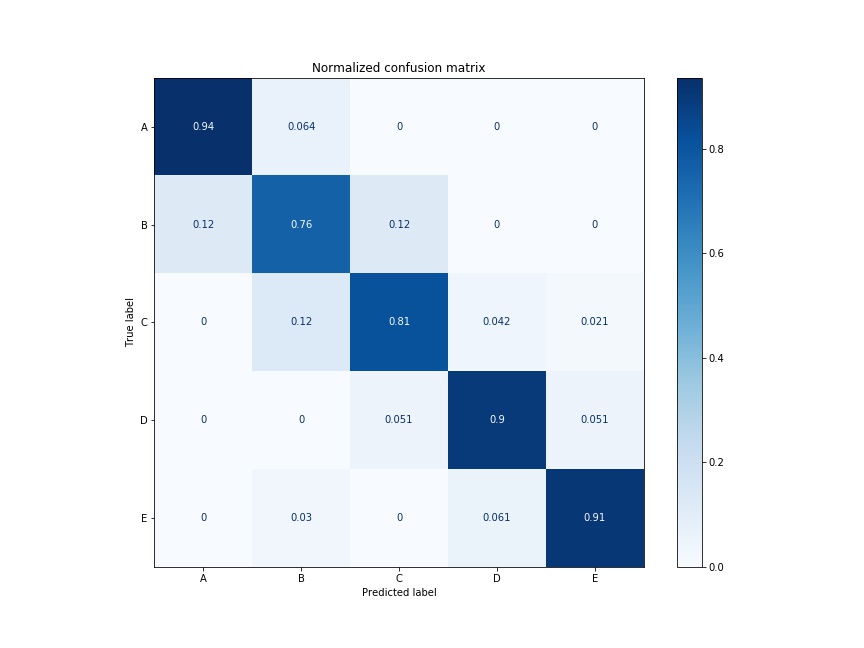 Normalized confusion matrix
A 0.94 0.064 0 0 0
B 0.12 0.76 0.12 0 0
C 0 0.12 0.81 0.042 0.021
D 0 0 0.051 0.9 0.051
E 0 0.03 0 0.061 0.91
True label
A B C D E
Predicted label
0.8
0.6
0.4
0.2
0.0